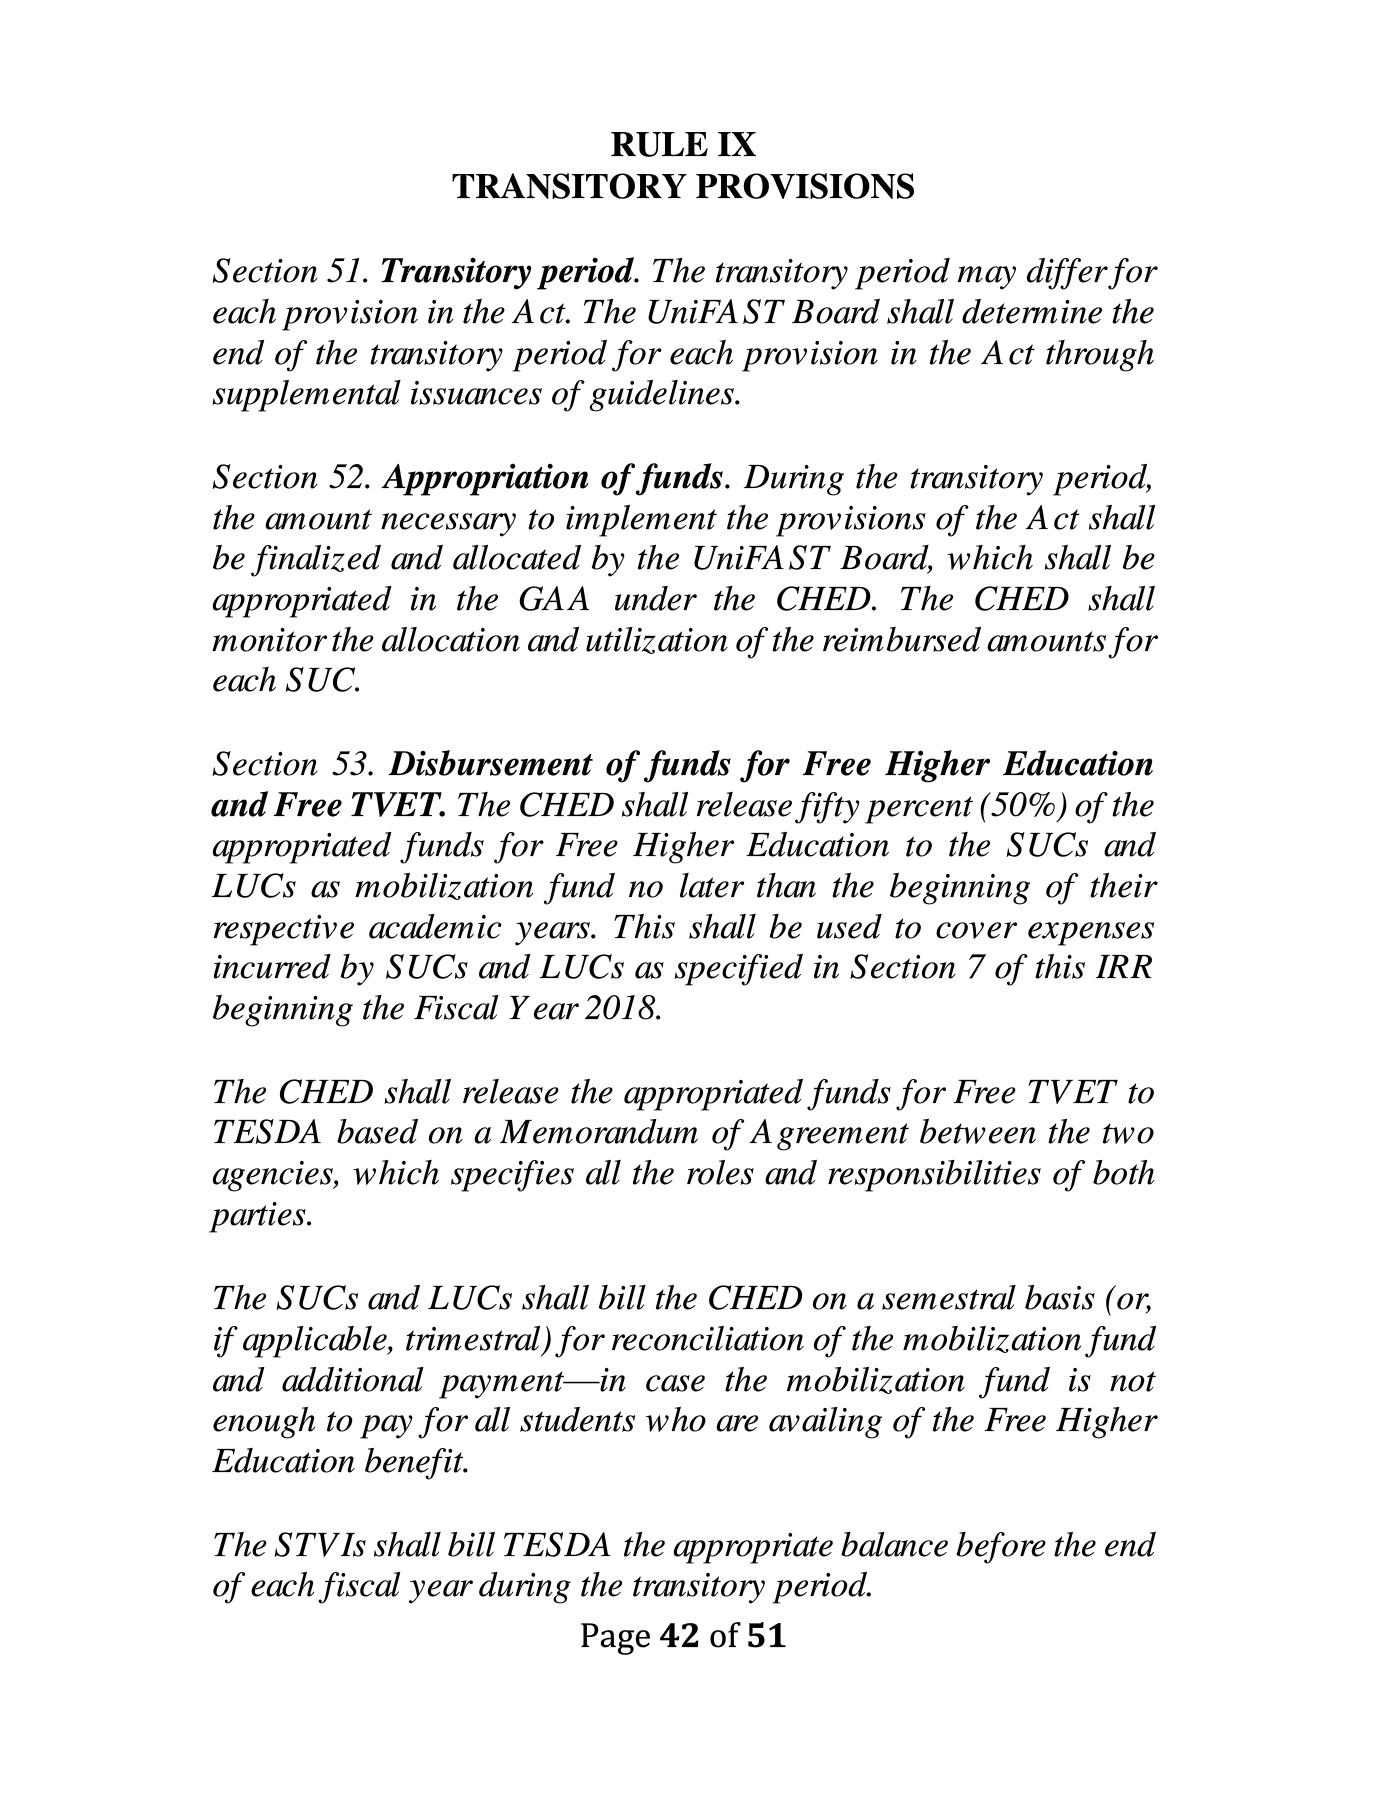 RULE IX
TRANSITORY PROVISIONS
Section 51. Transitory period. The transitory period may differ for
each provision in the Act. The UniFAST Board shall determine the
end of the transitory period for each provision in the Act through
supplemental issuances of guidelines.
Section 52. Appropriation of funds. During the transitory period,
the amount necessary to implement the provisions of the Act shall
be finalized and allocated by the UniFAST Board, which shall be
appropriated in the GAA under the CHED. The CHED shall
monitor the allocation and utilization of the reimbursed amounts for
each SUC.
Section 53. Disbursement of funds for Free Higher Education
and Free TVET. The CHED shall release fifty percent (50%) of the
appropriated funds for Free Higher Education to the SUCs and
LUCs as mobilization fund no later than the beginning of their
respective academic years. This shall be used to cover expenses
incurred by SUCs and LUCs as specified in Section 7 of this IRR
beginning the Fiscal Year 2018.
The CHED shall release the appropriated funds for Free TVET to
TESDA based on a Memorandum of Agreement between the two
agencies, which specifies all the roles and responsibilities of both
parties.
The SUCs and LUCs shall bill the CHED on a semestral basis (or,
if applicable, trimestral) for reconciliation of the mobilization fund
and additional payment—in case the mobilization fund is not
enough to pay for all students who are availing of the Free Higher
Education benefit.
The STVIs shall bill TESDA the appropriate balance before the end
of each fiscal year during the transitory period.
Page 42 of 51